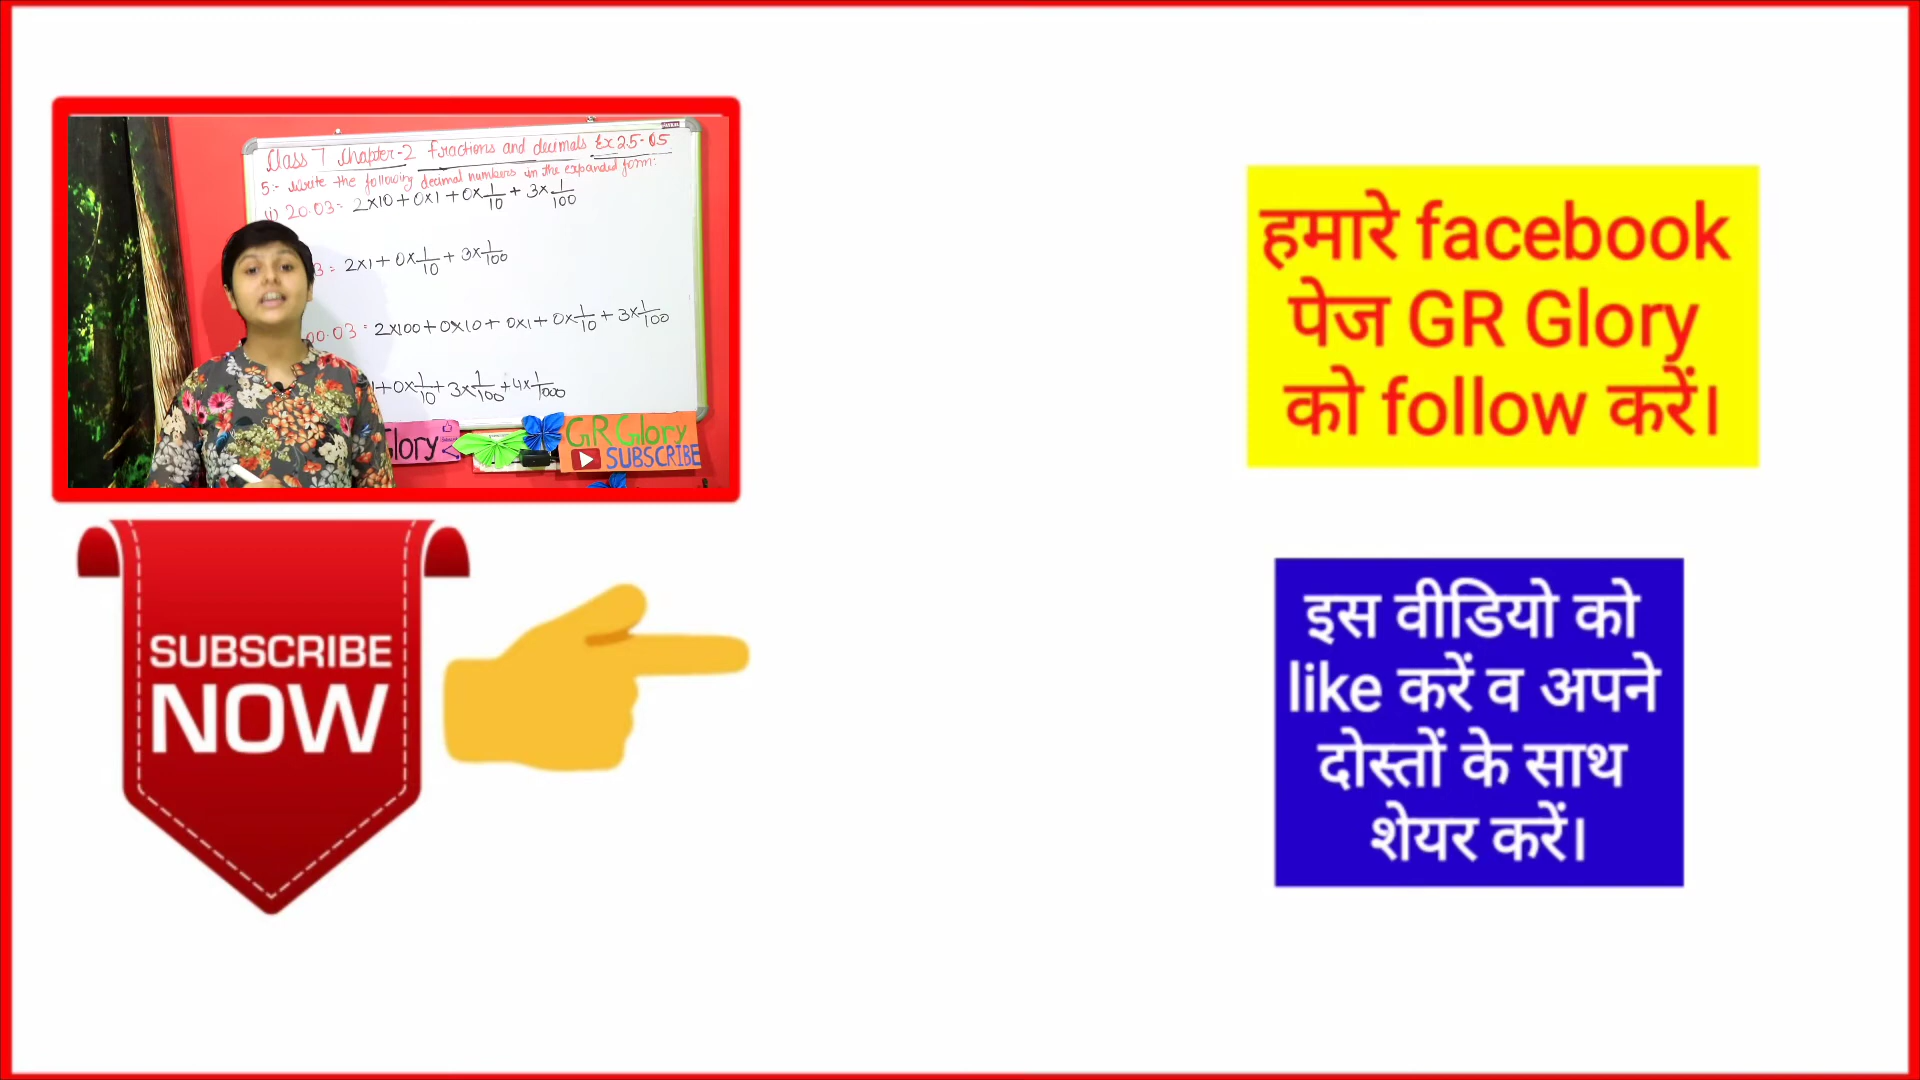 Class 7 Chapter-2 fractions and decimals Ex 2.5-Q5
5:- Write the following decimal numbers in the expanded form:
(i) 20.03= 2×10+0×1+0×1/10+3×1/100
3= 2×1+0×1/10+3×1/100
00.03= 2×100+0×10+0×1+0×1/10+3×1/100
1+0×1/10+3×1/100+4×1/1000
Glory
GR Glory
SUBSCRIBE
SUBSCRIBE
NOW
हमारे facebook
पेज GR Glory
को follow करें।
इस वीडियो को
like करें व अपने
दोस्तों के साथ
शेयर करें।